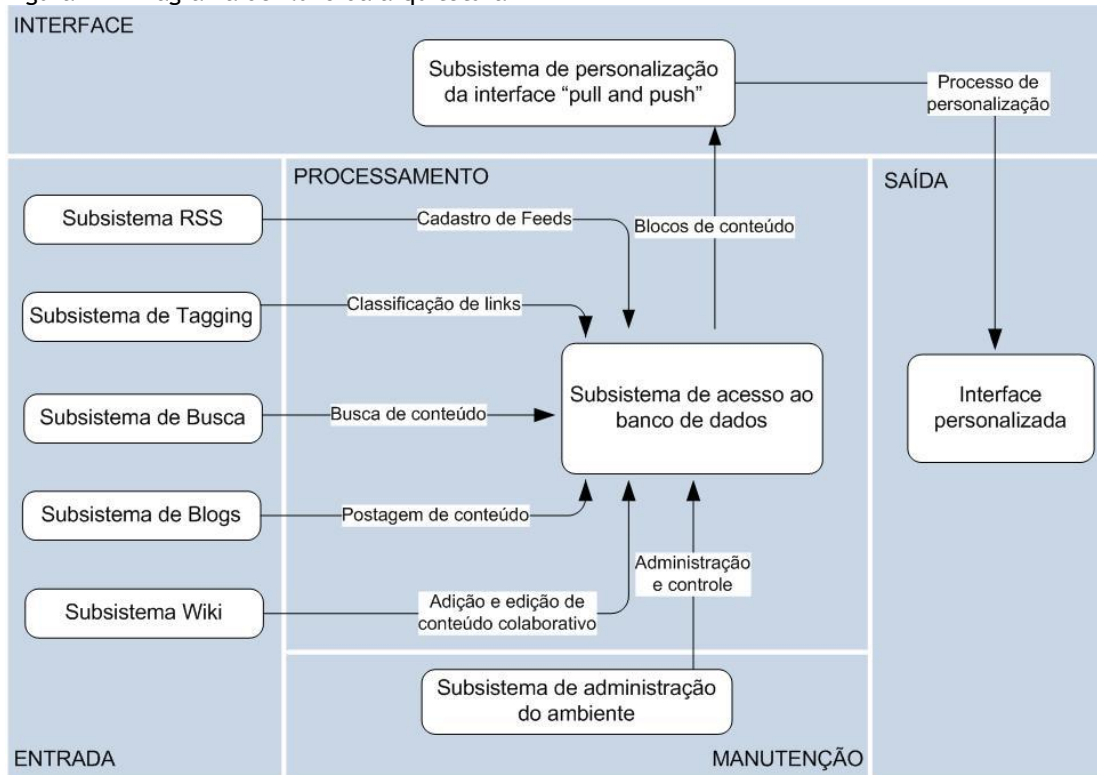 INTERFACE
Subsistema de personalização
da interface “pull and push”
Processo de
personalização
PROCESSAMENTO
SAÍDA
Subsistema RSS
Cadastro de Feeds
Blocos de conteúdo
Subsistema de Tagging
Classificação de links
Subsistema de acesso ao
banco de dados
Interface
personalizada
Subsistema de Busca
Busca de conteúdo
Subsistema de Blogs
Postagem de conteúdo
Administração
e controle
Subsistema Wiki
Adição e edição de
conteúdo colaborativo
Subsistema de administração
do ambiente
ENTRADA
MANUTENÇÃO